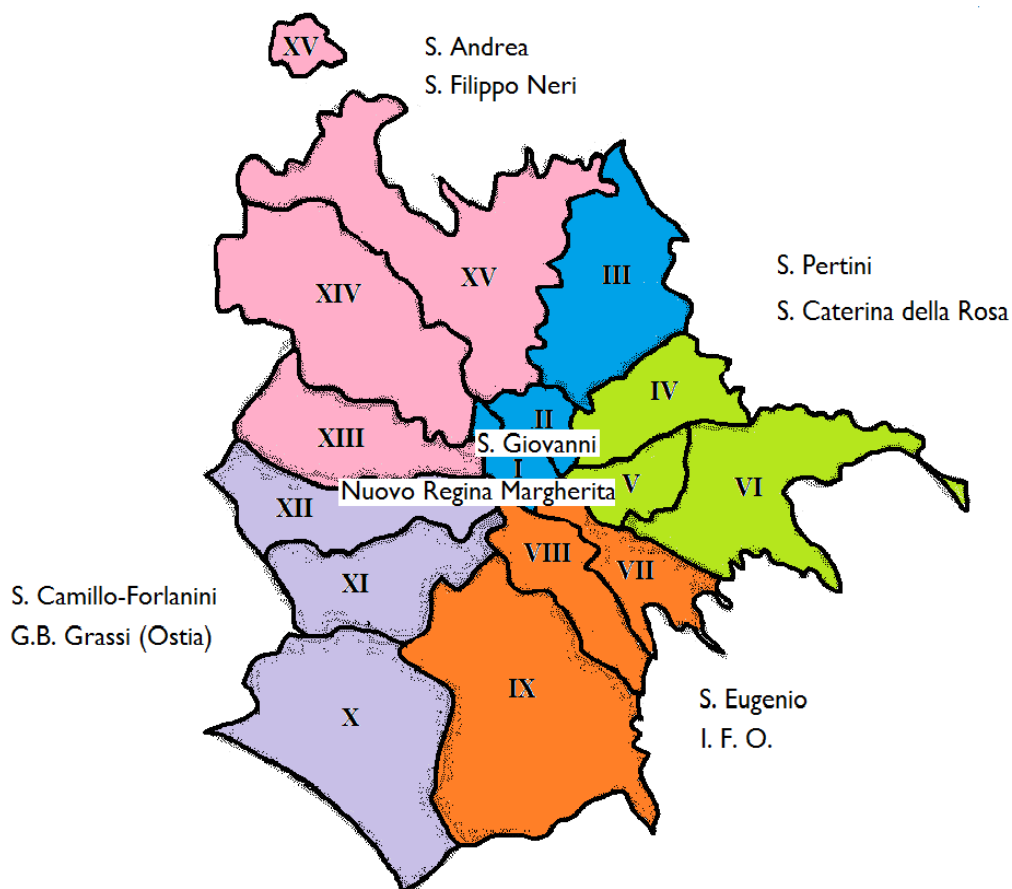 XV
S. Andrea
S. Filippo Neri
III
XV
XIV
S. Pertini
S. Caterina della Rosa
IV
II
XIII
S. Giovanni
I
V
VI
Nuovo Regina Margherita
XII
VIII
VII
XI
S. Camillo-Forlanini
G.B. Grassi (Ostia)
IX
X
S. Eugenio
I. F. O.